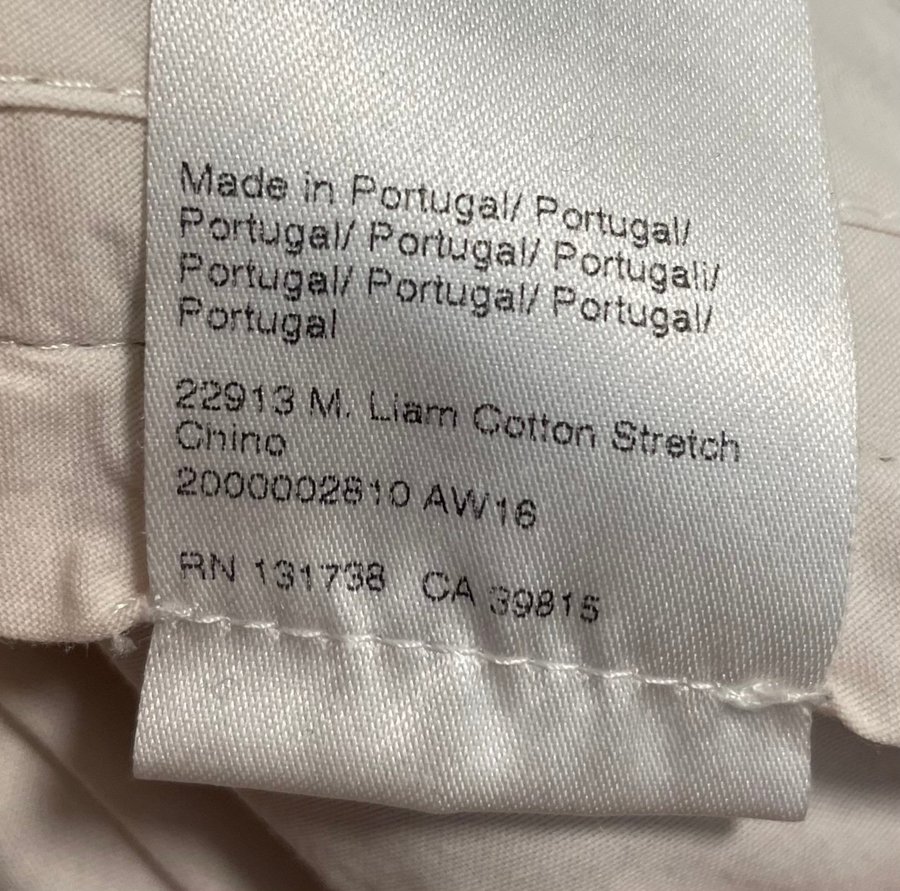 Made in Portugal/ Portugal/
Portugal/ Portugal/ Portugali/
Portugal/ Portugal/ Portugal/
Portugal
22913 M. Liam Cotton Stretch
Chino
2000002810 AW16
RN 131738 CA 39815